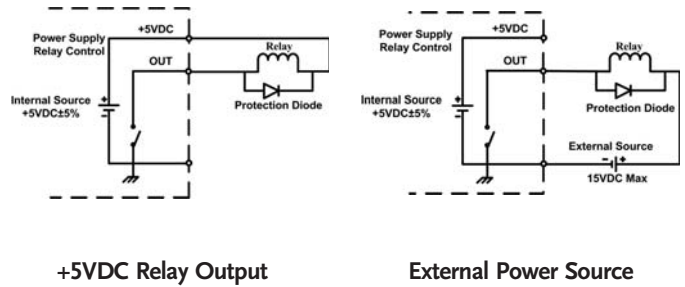 +5VDC
Power Supply
Relay Control
OUT
Relay
Internal Source
+5VDC±5%
+
-
Protection Diode
+5VDC Relay Output
+5VDC
Power Supply
Relay Control
OUT
Relay
Internal Source
+5VDC±5%
+
-
Protection Diode
External Source
- +
15VDC Max
External Power Source